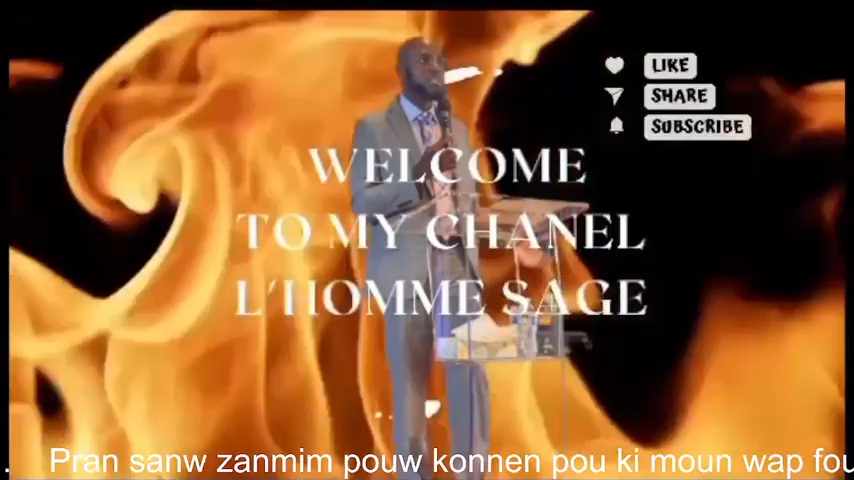 LIKE
SHARE
SUBSCRIBE
WELCOME
TO MY CHANEL
L'HOMME SAGE
. Pran sanw zanmim pouw konnen pou ki moun wap fou